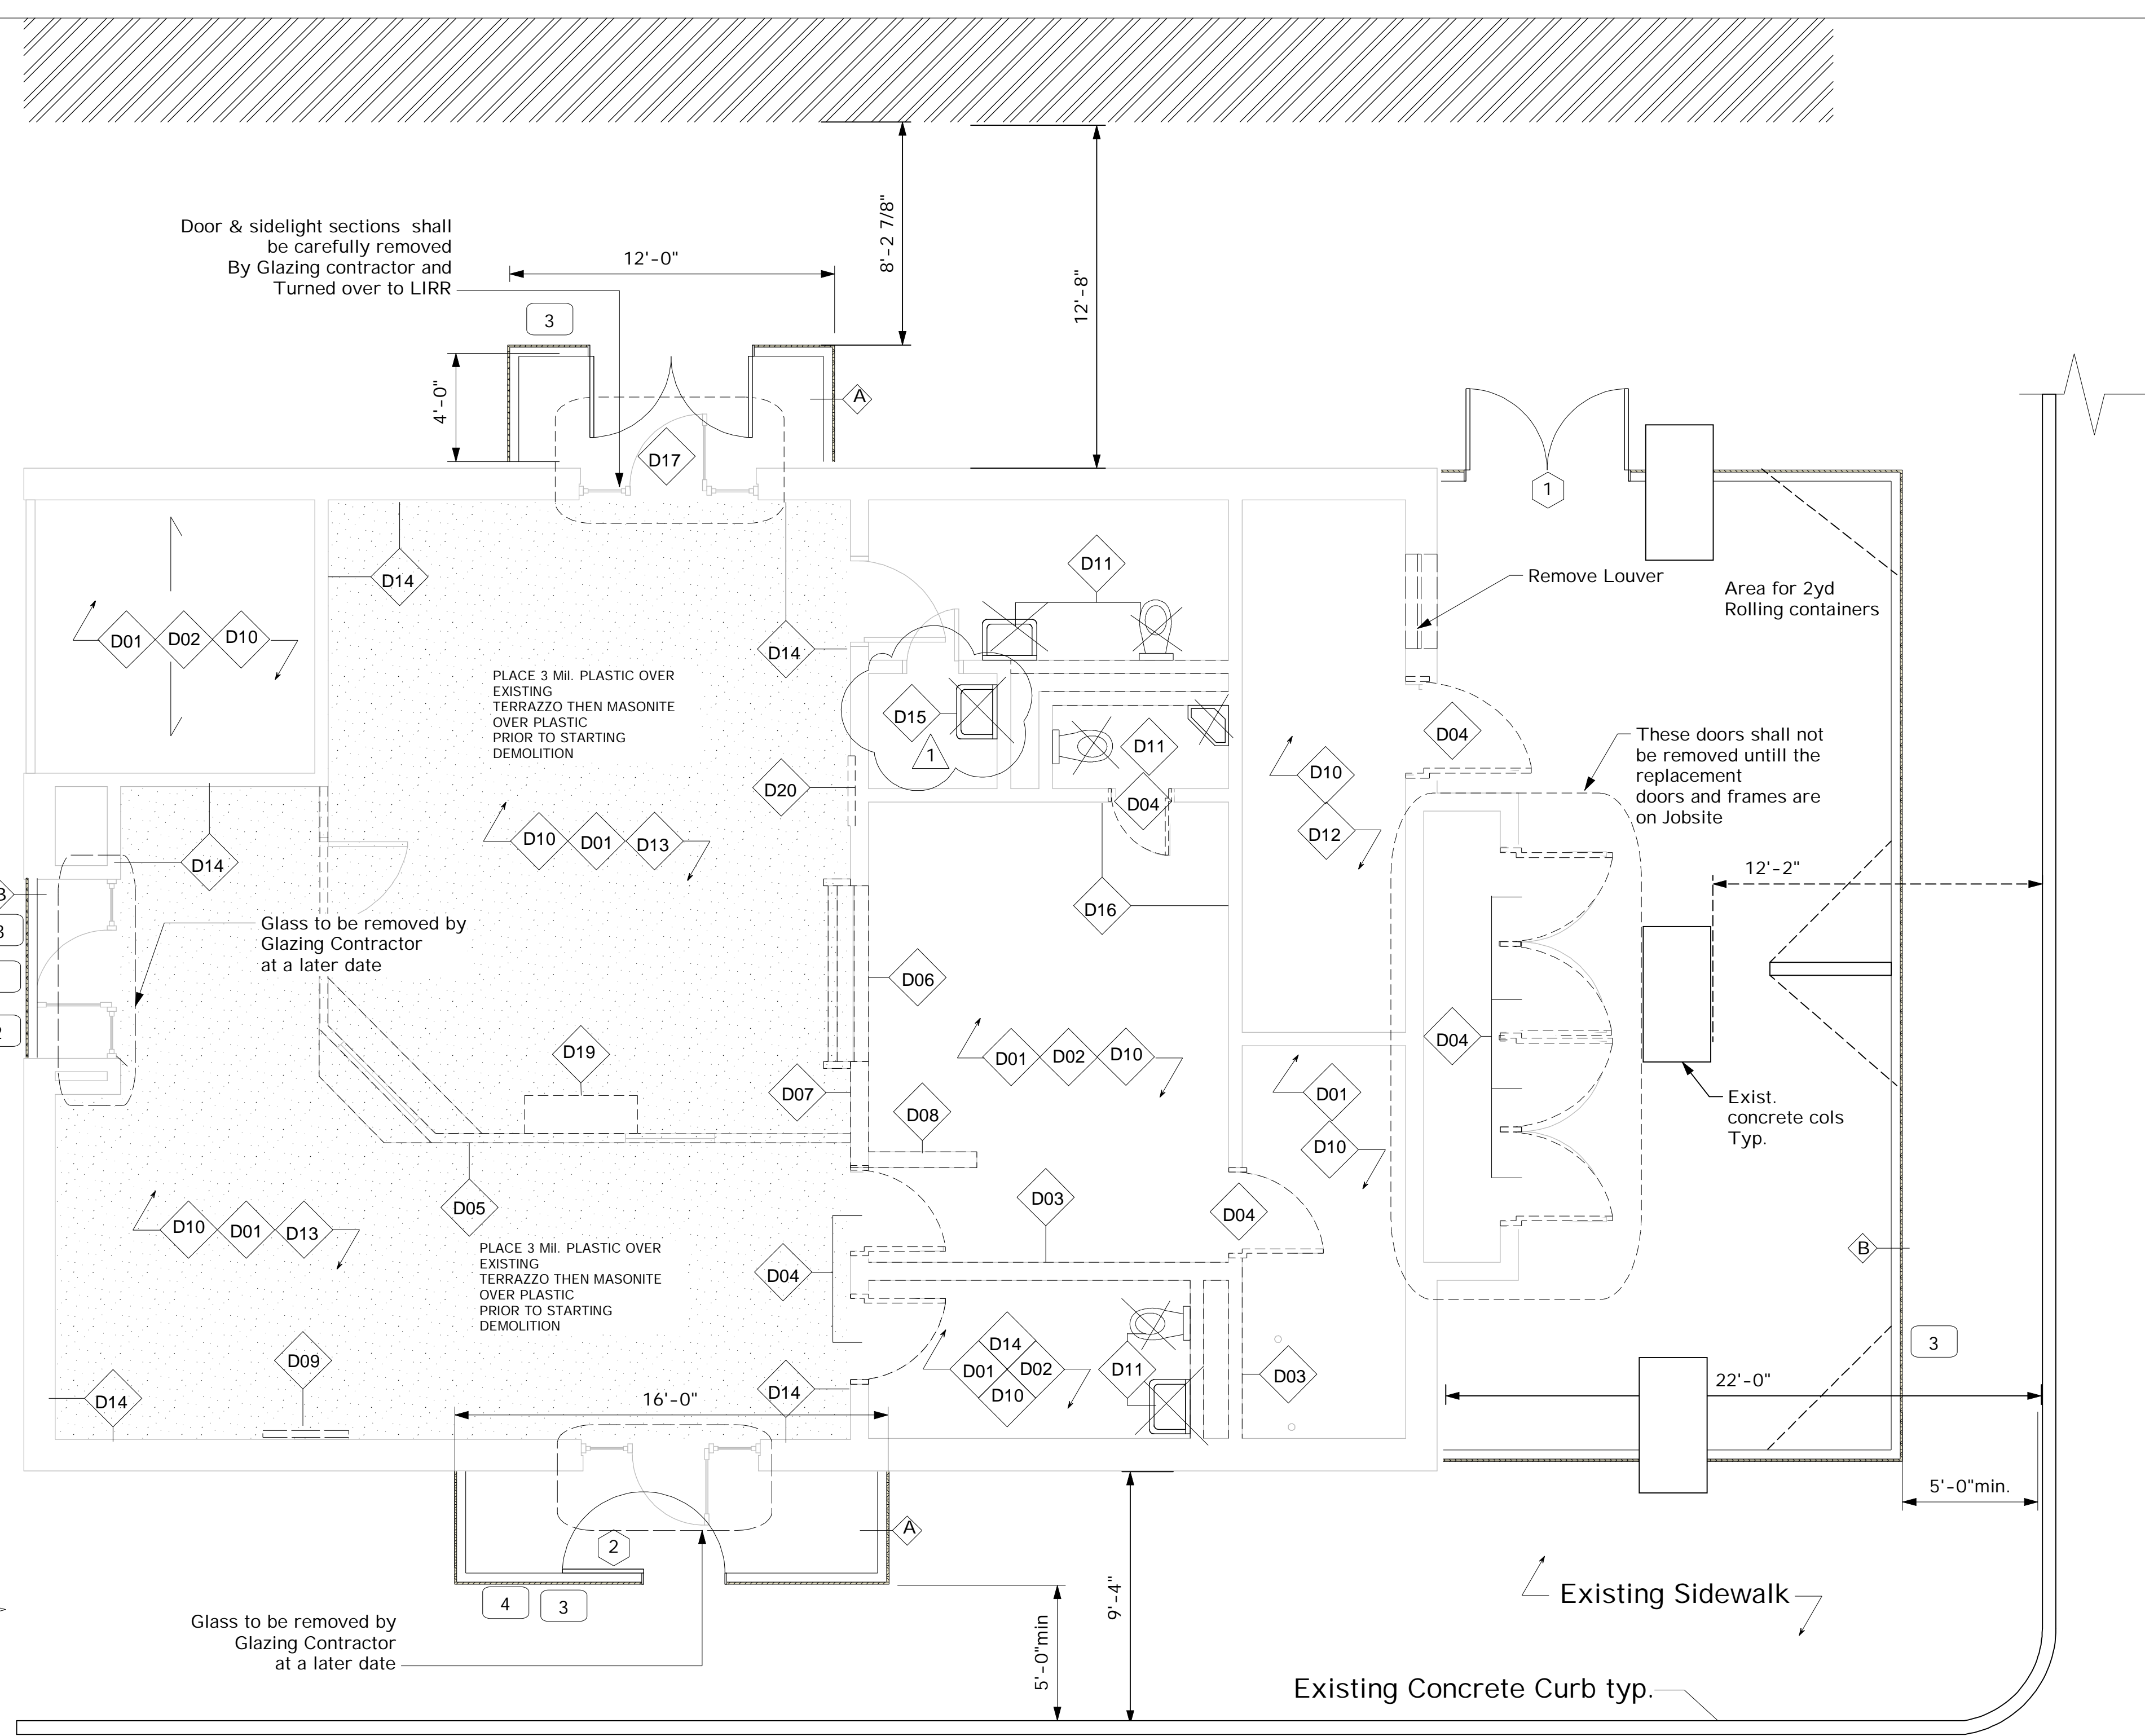 Door & sidelight sections shall
be carefully removed
By Glazing contractor and
Turned over to LIRR
12'-0"
8'-2 7/8"
12'-8"
3
4'-0"
A
D17
1
D14
D11
Remove Louver
Area for 2yd
Rolling containers
D01
D02
D10
D14
PLACE 3 Mil. PLASTIC OVER
EXISTING
TERRAZZO THEN MASONITE
OVER PLASTIC
PRIOR TO STARTING
DEMOLITION
D15
1
D11
D04
D04
These doors shall not
be removed untill the
replacement
doors and frames are
on Jobsite
D20
D10
D12
D10
D01
D13
D14
12'-2"
B
3
Glass to be removed by
Glazing Contractor
at a later date
D16
D06
2
D19
D01
D02
D10
D04
D07
D08
D01
D10
Exist.
concrete cols
Typ.
D05
D03
D04
D10
D01
D13
PLACE 3 Mil. PLASTIC OVER
EXISTING
TERRAZZO THEN MASONITE
OVER PLASTIC
PRIOR TO STARTING
DEMOLITION
D04
B
3
D09
D14
D01
D02
D10
D11
D03
D14
D14
16'-0"
22'-0"
5'-0"min.
A
2
4
3
9'-4"
5'-0"min
Existing Sidewalk
Glass to be removed by
Glazing Contractor
at a later date
Existing Concrete Curb typ.